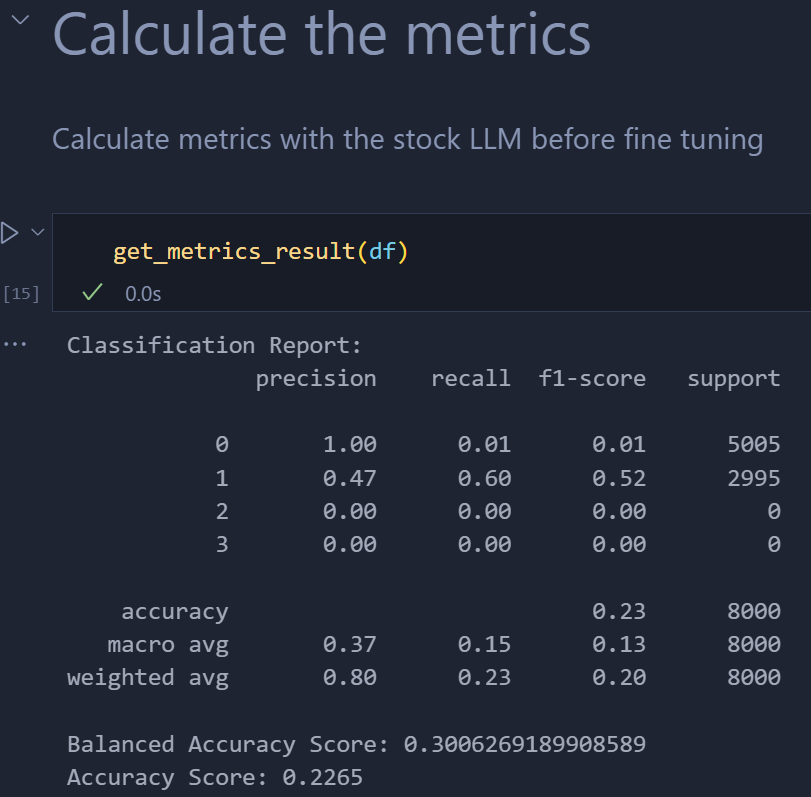 Calculate the metrics
Calculate metrics with the stock LLM before fine tuning
get_metrics_result(df)
[15] 0.0s
Classification Report:
precision recall f1-score support
0 1.00 0.01 0.01 5005
1 0.47 0.60 0.52 2995
2 0.00 0.00 0.00 0
3 0.00 0.00 0.00 0
accuracy 0.23 8000
macro avg 0.37 0.15 0.13 8000
weighted avg 0.80 0.23 0.20 8000
Balanced Accuracy Score: 0.3006269189908589
Accuracy Score: 0.2265